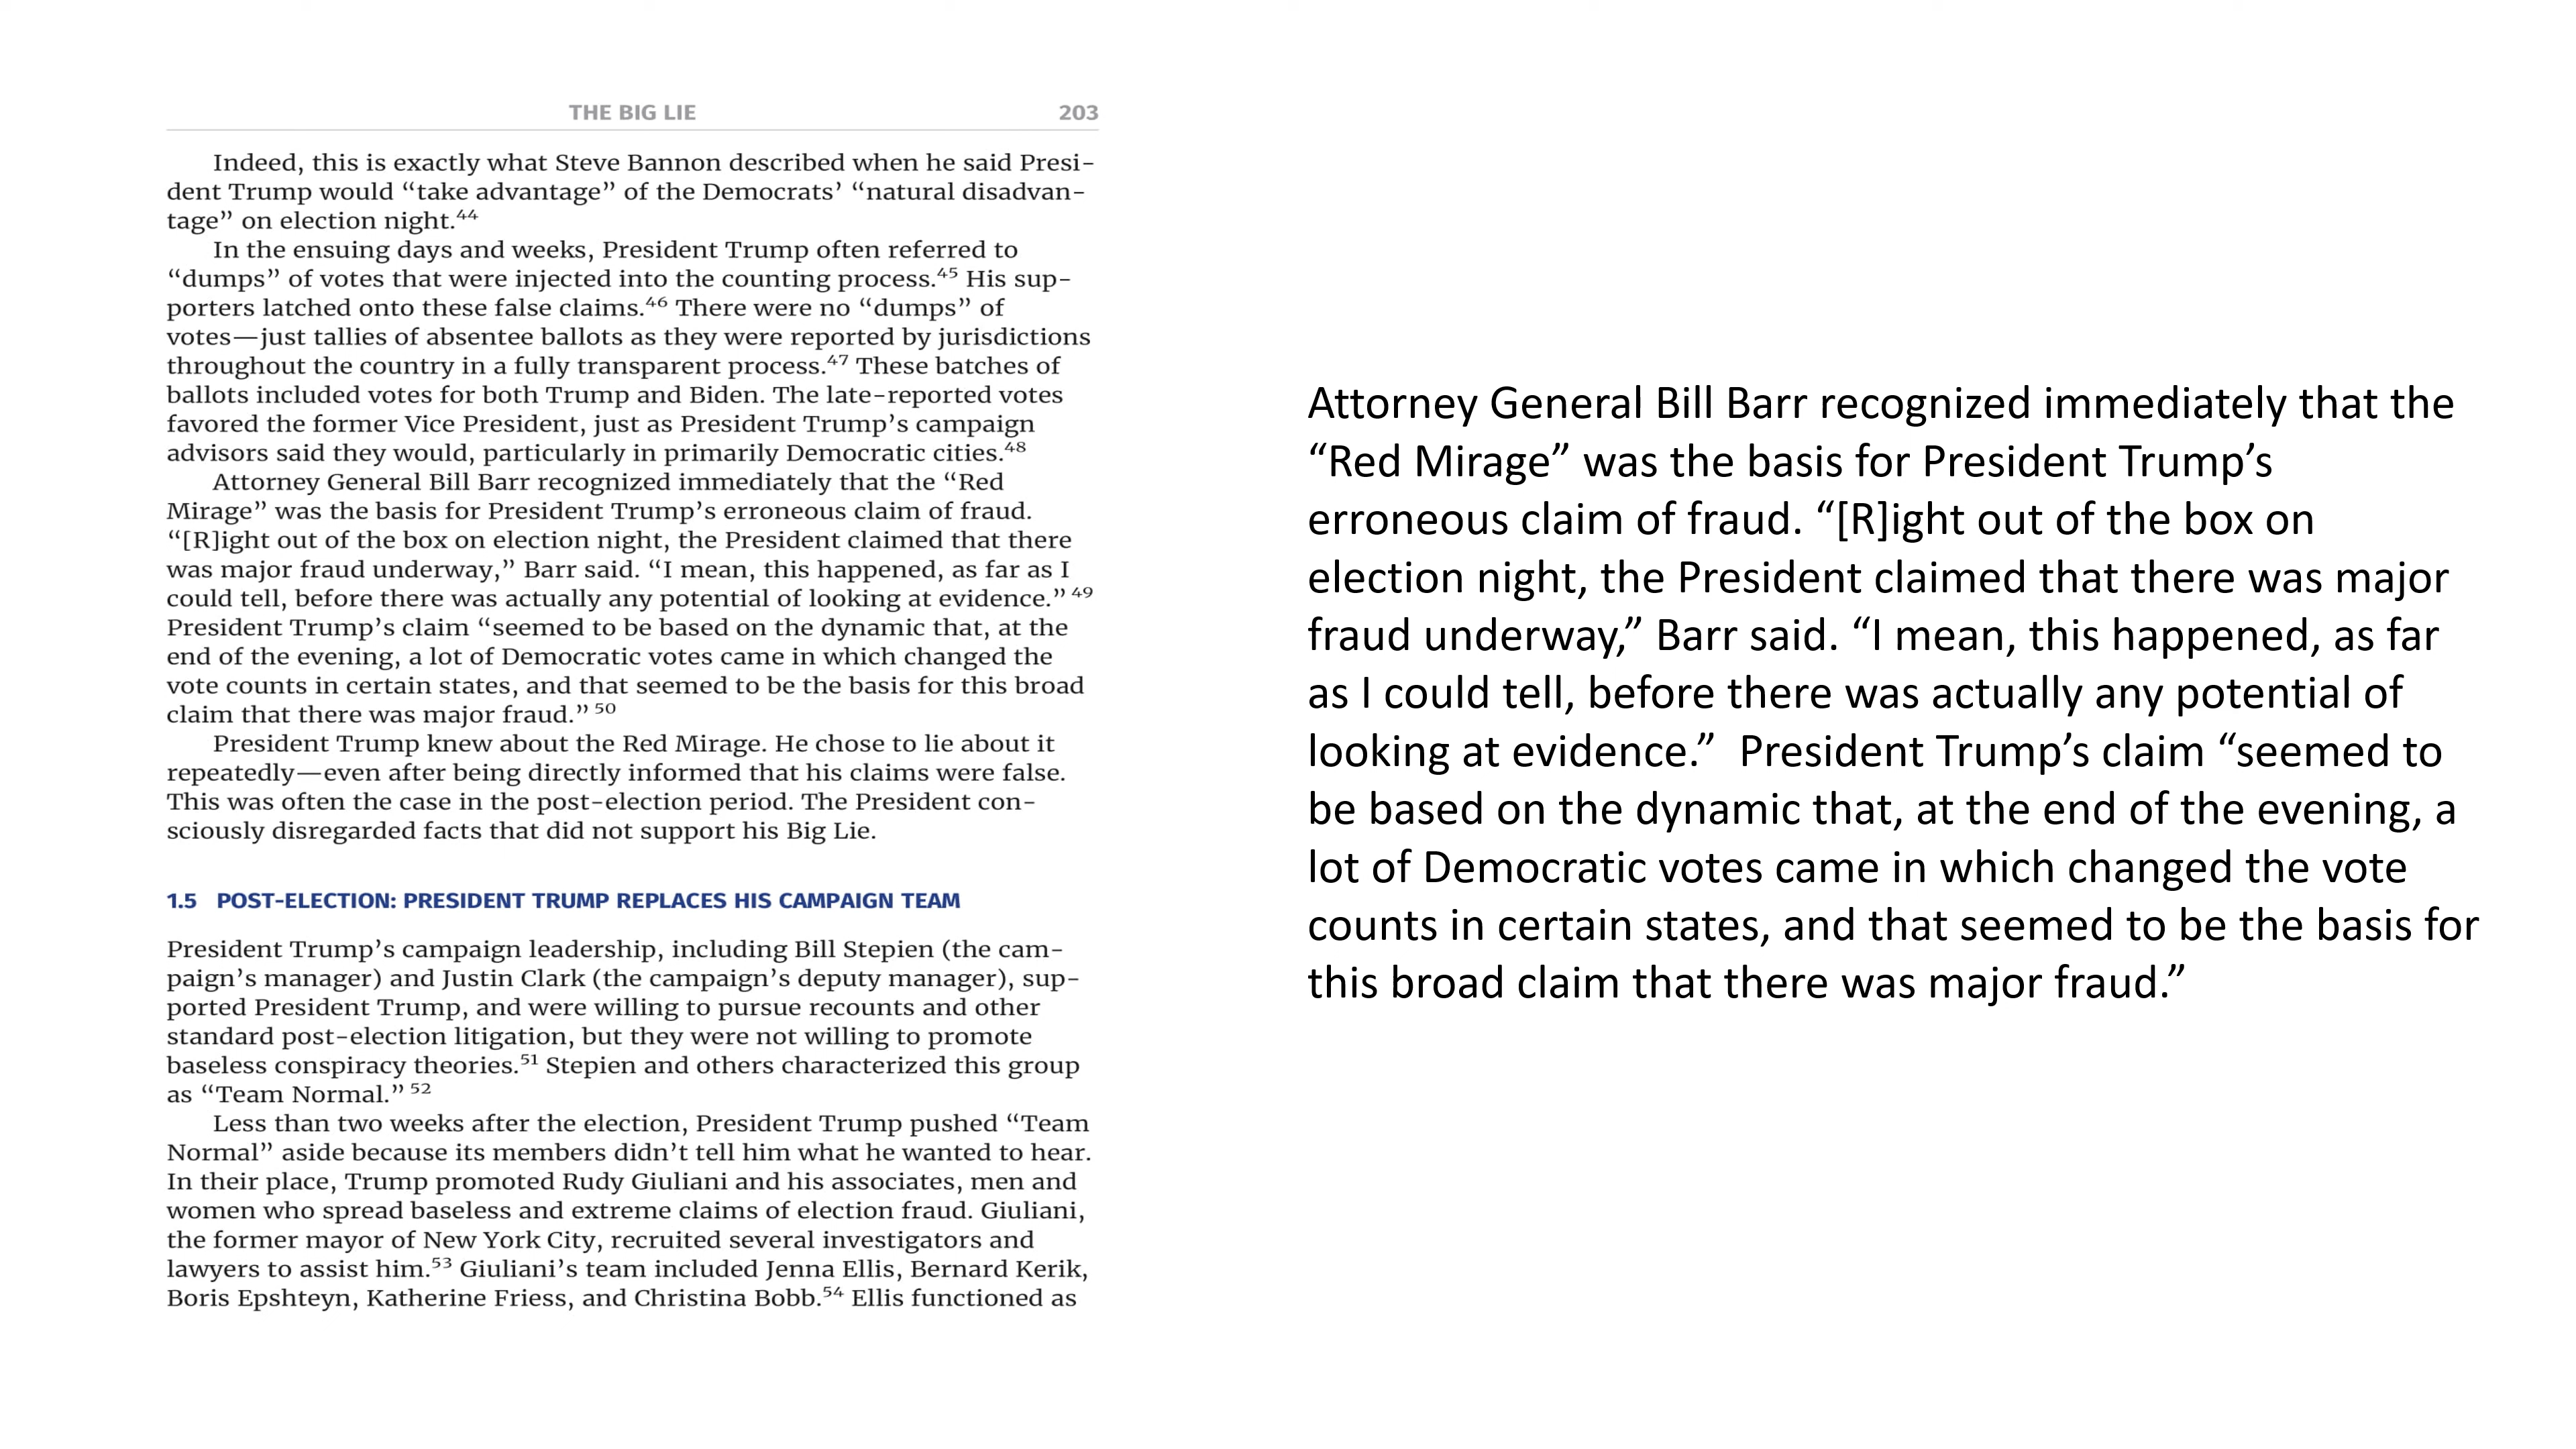 THE BIG LIE 203
Indeed, this is exactly what Steve Bannon described when he said Presi-
dent Trump would “take advantage” of the Democrats’ “natural disadvan-
tage” on election night.⁴⁴
In the ensuing days and weeks, President Trump often referred to
“dumps” of votes that were injected into the counting process.⁴⁵ His sup-
porters latched onto these false claims.⁴⁶ There were no “dumps” of
votes—just tallies of absentee ballots as they were reported by jurisdictions
throughout the country in a fully transparent process.⁴⁷ These batches of
ballots included votes for both Trump and Biden. The late-reported votes
favored the former Vice President, just as President Trump’s campaign
advisors said they would, particularly in primarily Democratic cities.⁴⁸
Attorney General Bill Barr recognized immediately that the “Red
Mirage” was the basis for President Trump’s erroneous claim of fraud.
“[R]ight out of the box on election night, the President claimed that there
was major fraud underway,” Barr said. “I mean, this happened, as far as I
could tell, before there was actually any potential of looking at evidence.” ⁴⁹
President Trump’s claim “seemed to be based on the dynamic that, at the
end of the evening, a lot of Democratic votes came in which changed the
vote counts in certain states, and that seemed to be the basis for this broad
claim that there was major fraud.” ⁵⁰
President Trump knew about the Red Mirage. He chose to lie about it
repeatedly—even after being directly informed that his claims were false.
This was often the case in the post-election period. The President con-
sciously disregarded facts that did not support his Big Lie.
1.5 POST-ELECTION: PRESIDENT TRUMP REPLACES HIS CAMPAIGN TEAM
President Trump’s campaign leadership, including Bill Stepien (the cam-
paign’s manager) and Justin Clark (the campaign’s deputy manager), sup-
ported President Trump, and were willing to pursue recounts and other
standard post-election litigation, but they were not willing to promote
baseless conspiracy theories.⁵¹ Stepien and others characterized this group
as “Team Normal.” ⁵²
Less than two weeks after the election, President Trump pushed “Team
Normal” aside because its members didn’t tell him what he wanted to hear.
In their place, Trump promoted Rudy Giuliani and his associates, men and
women who spread baseless and extreme claims of election fraud. Giuliani,
the former mayor of New York City, recruited several investigators and
lawyers to assist him.⁵³ Giuliani’s team included Jenna Ellis, Bernard Kerik,
Boris Epshteyn, Katherine Friess, and Christina Bobb.⁵⁴ Ellis functioned as
Attorney General Bill Barr recognized immediately that the
“Red Mirage” was the basis for President Trump’s
erroneous claim of fraud. “[R]ight out of the box on
election night, the President claimed that there was major
fraud underway,” Barr said. “I mean, this happened, as far
as I could tell, before there was actually any potential of
looking at evidence.”  President Trump’s claim “seemed to
be based on the dynamic that, at the end of the evening, a
lot of Democratic votes came in which changed the vote
counts in certain states, and that seemed to be the basis for
this broad claim that there was major fraud.”